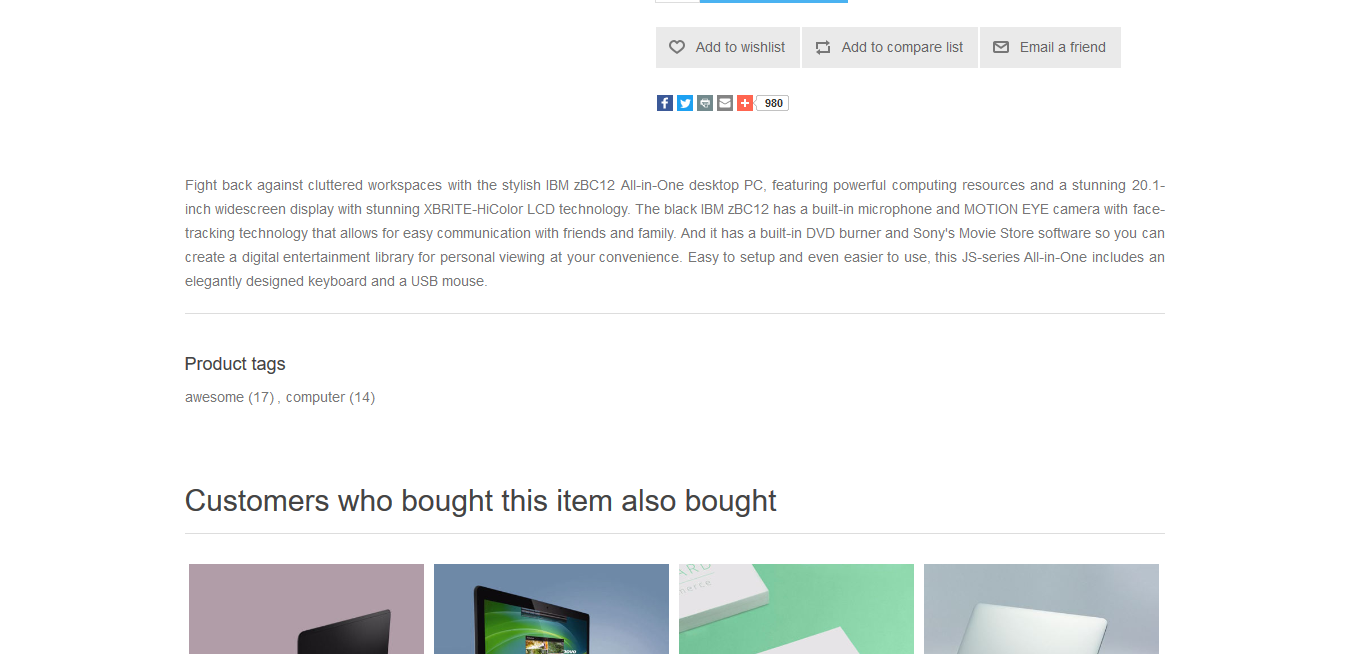 Add to wishlist Add to compare list Email a friend
980
Fight back against cluttered workspaces with the stylish IBM zBC12 All-in-One desktop PC, featuring powerful computing resources and a stunning 20.1-
inch widescreen display with stunning XBRITE-HiColor LCD technology. The black IBM zBC12 has a built-in microphone and MOTION EYE camera with face-
tracking technology that allows for easy communication with friends and family. And it has a built-in DVD burner and Sony's Movie Store software so you can
create a digital entertainment library for personal viewing at your convenience. Easy to setup and even easier to use, this JS-series All-in-One includes an
elegantly designed keyboard and a USB mouse.
Product tags
awesome (17) , computer (14)
Customers who bought this item also bought